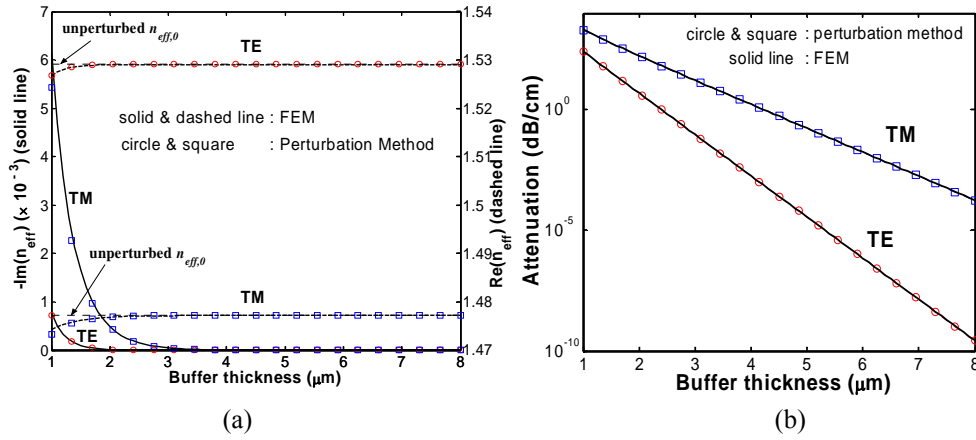 unperturbed n_eff,0
TE
solid & dashed line : FEM
circle & square : Perturbation Method
TM
unperturbed n_eff,0
TM
TE
6
5
4
3
2
1
0
1.54
1.53
1.52
1.51
1.5
1.49
1.48
1.47
1 2 3 4 5 6 7 8
-Im(n_eff) (× 10⁻³) (solid line)
Re(n_eff) (dashed line)
Buffer thickness (μm)
(a)
circle & square : perturbation method
solid line : FEM
TM
TE
10⁰
10⁻⁵
10⁻¹⁰
1 2 3 4 5 6 7 8
Attenuation (dB/cm)
Buffer thickness (μm)
(b)